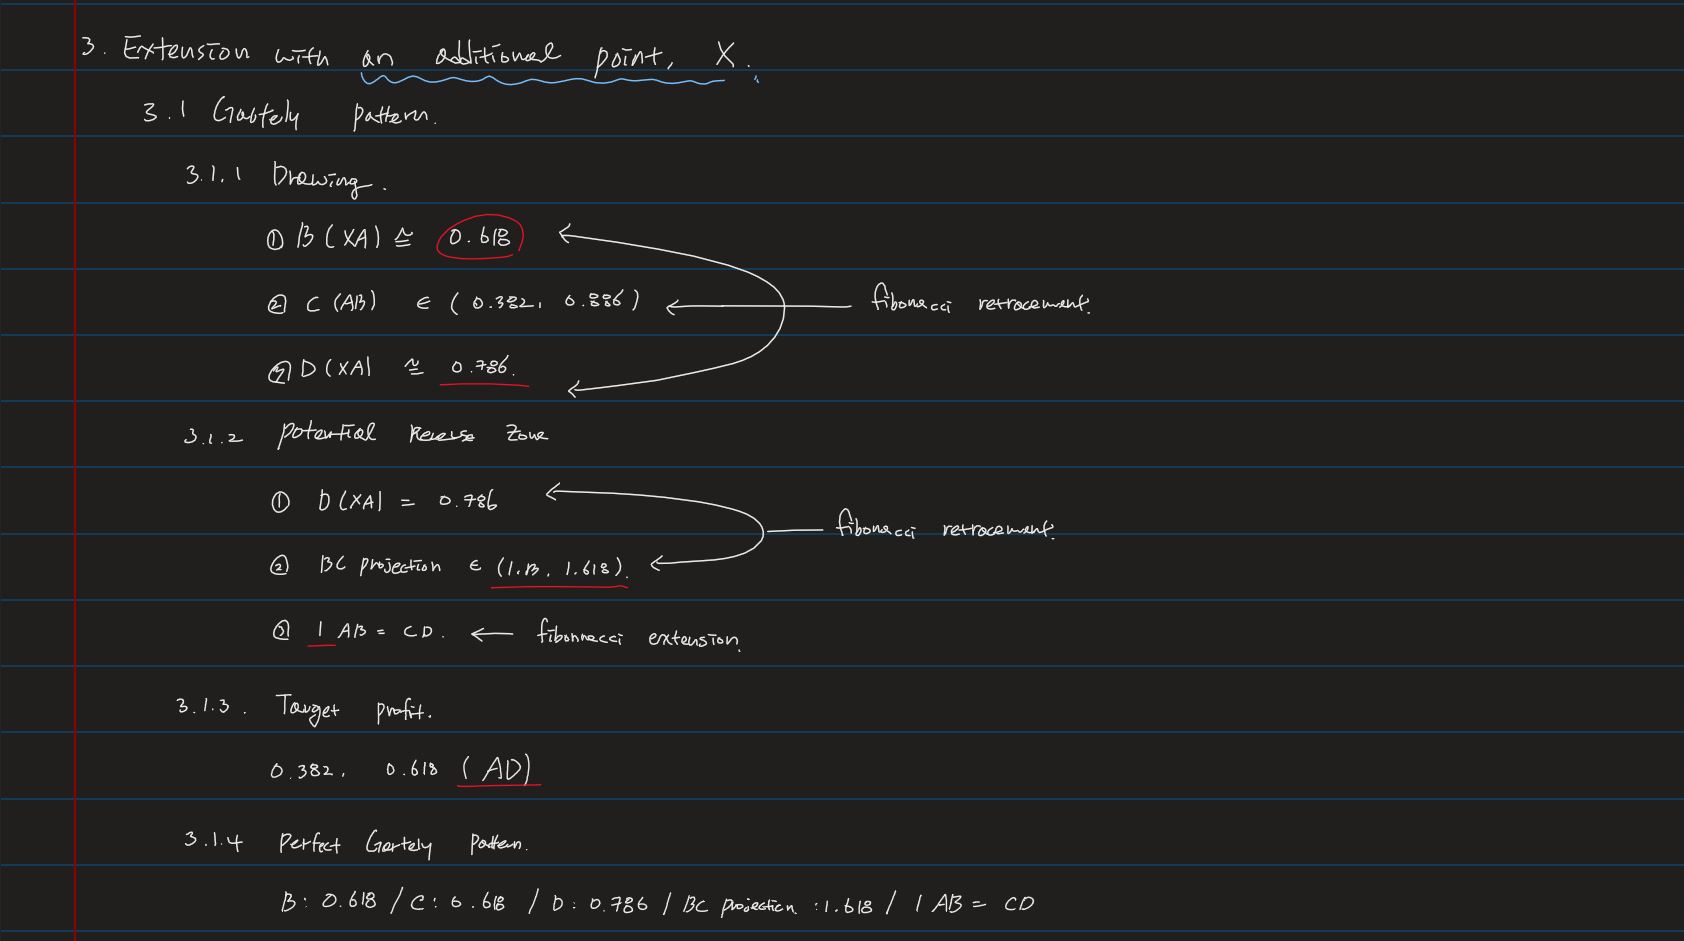 3. Extension with an additional point, X.
3.1 Gartely pattern.
3.1.1 Drawing.
① B (XA) ≅ 0.618
② C (AB) ∈ (0.382, 0.886) ← fibonacci retracement.
③ D (XA) ≅ 0.786.
3.1.2 potential Reverse Zone
① D (XA) = 0.786
fibonacci retracement.
② BC projection ∈ (1.13, 1.618).
③ 1 AB = CD. ← fibonnacci extension.
3.1.3. Target profit.
0.382, 0.618 (AD)
3.1.4 Perfect Gartely pattern.
B: 0.618 / C: 0.618 / D: 0.786 / BC projection :1.618 / 1 AB = CD